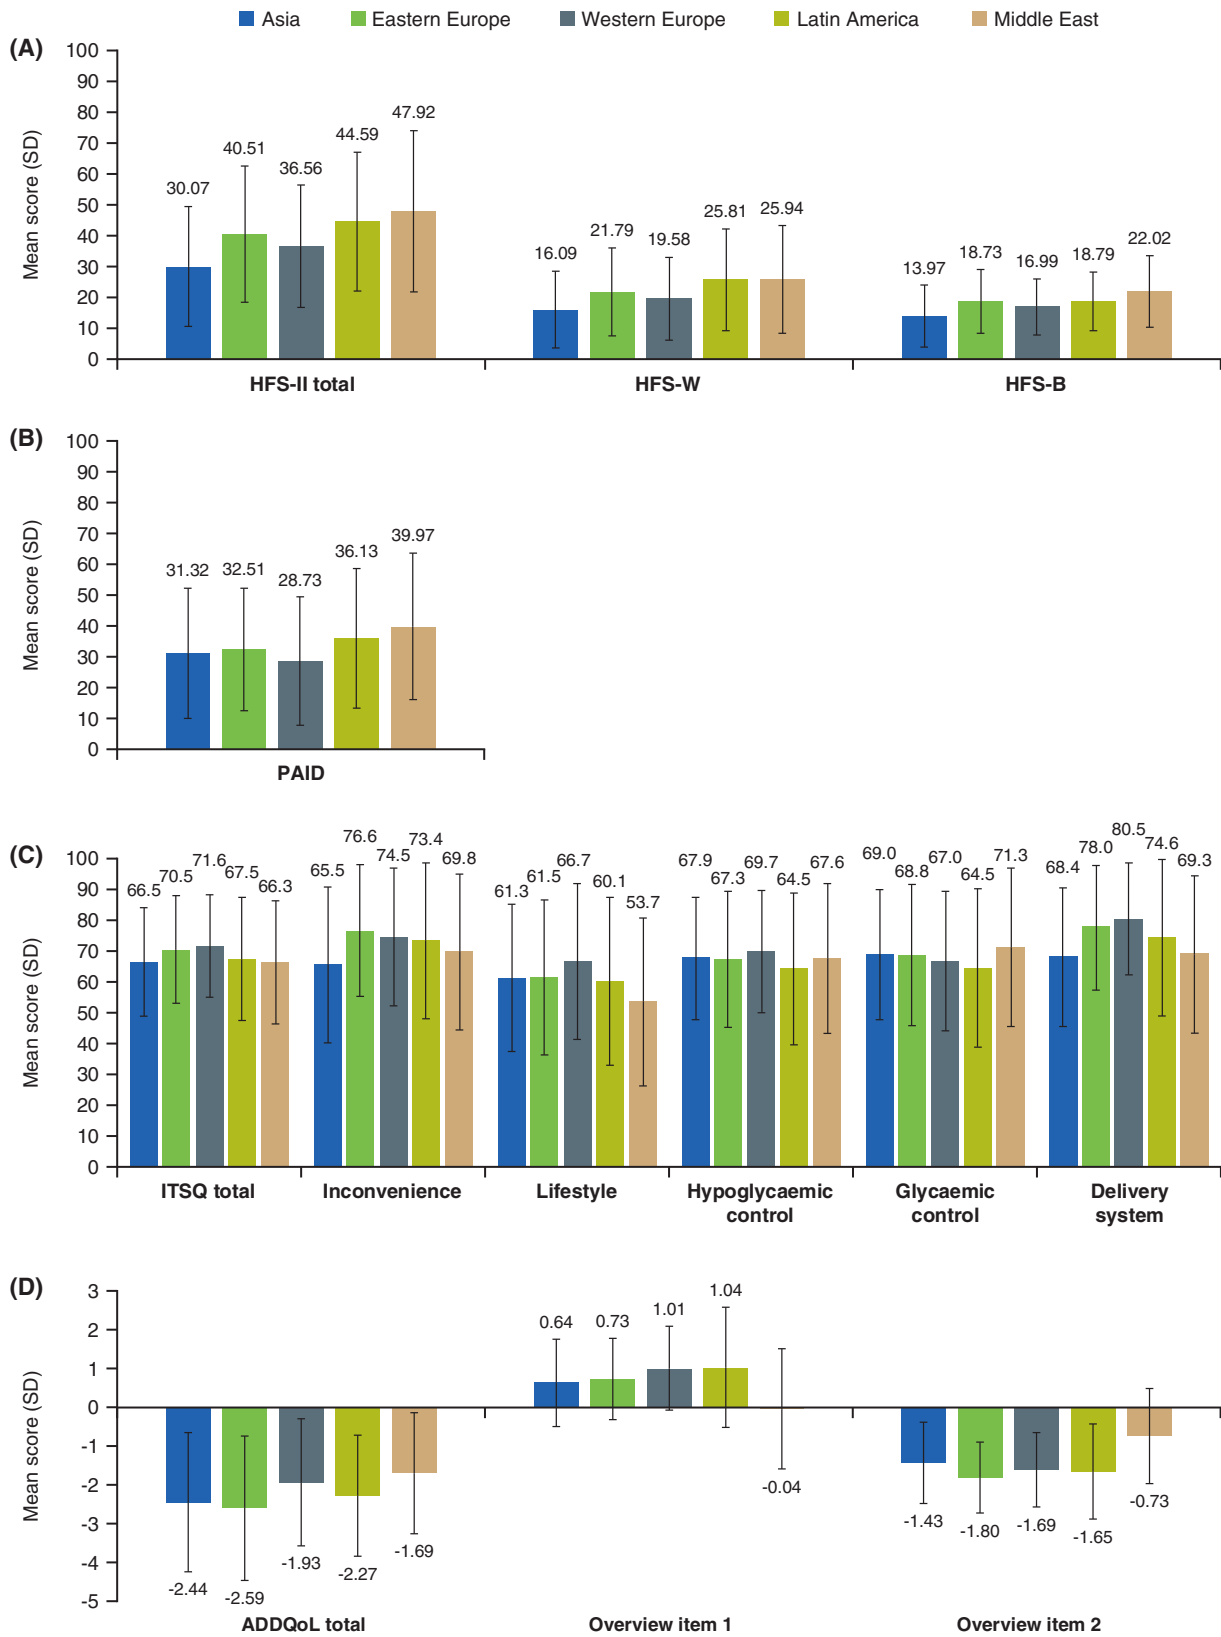 Asia Eastern Europe Western Europe Latin America Middle East
(A)
Mean score (SD)
100
90
80
70
60
50
40
30
20
10
0
30.07 40.51 36.56 44.59 47.92
16.09 21.79 19.58 25.81 25.94
13.97 18.73 16.99 18.79 22.02
HFS-II total HFS-W HFS-B
(B)
Mean score (SD)
100
90
80
70
60
50
40
30
20
10
0
31.32 32.51 28.73 36.13 39.97
PAID
(C)
Mean score (SD)
100
90
80
70
60
50
40
30
20
10
0
66.5 70.5 71.6 67.5 66.3
65.5 76.6 74.5 73.4 69.8
61.3 61.5 66.7 60.1 53.7
67.9 67.3 69.7 64.5 67.6
69.0 68.8 67.0 64.5 71.3
68.4 78.0 80.5 74.6 69.3
ITSQ total Inconvenience Lifestyle Hypoglycaemic Glycaemic Delivery
control control system
(D)
Mean score (SD)
3
2
1
0
-1
-2
-3
-4
-5
-2.44 -2.59 -1.93 -2.27 -1.69
0.64 0.73 1.01 1.04 -0.04
-1.43 -1.80 -1.69 -1.65 -0.73
ADDQoL total Overview item 1 Overview item 2